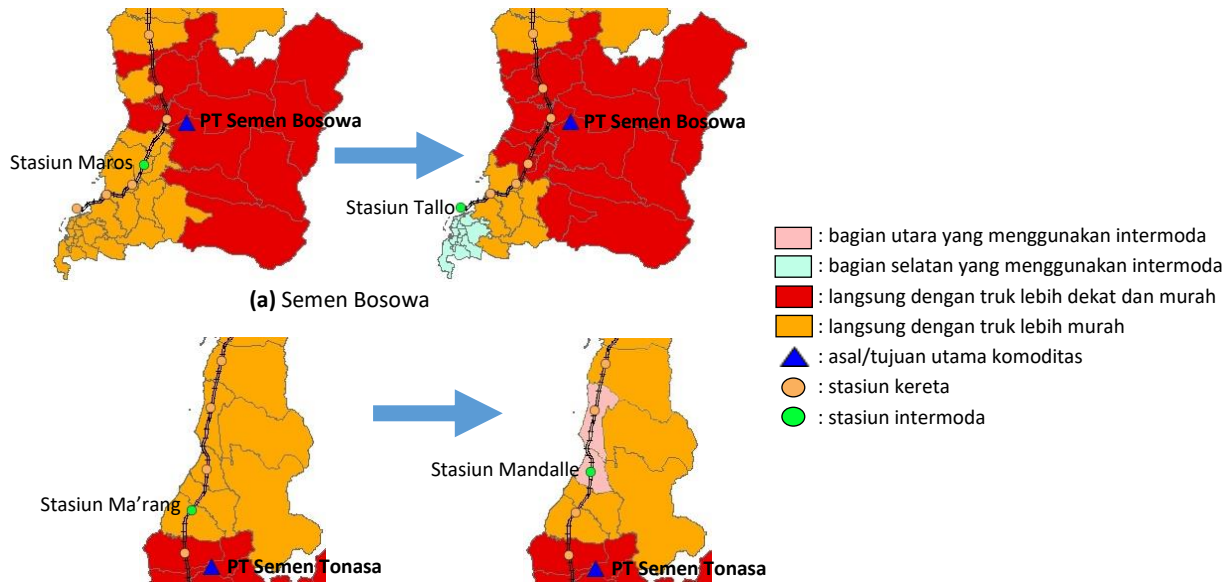 PT Semen Bosowa
Stasiun Maros
PT Semen Bosowa
Stasiun Tallo
(a) Semen Bosowa
Stasiun Ma'rang
PT Semen Tonasa
Stasiun Mandalle
PT Semen Tonasa
: bagian utara yang menggunakan intermoda
: bagian selatan yang menggunakan intermoda
: langsung dengan truk lebih dekat dan murah
: langsung dengan truk lebih murah
: asal/tujuan utama komoditas
: stasiun kereta
: stasiun intermoda